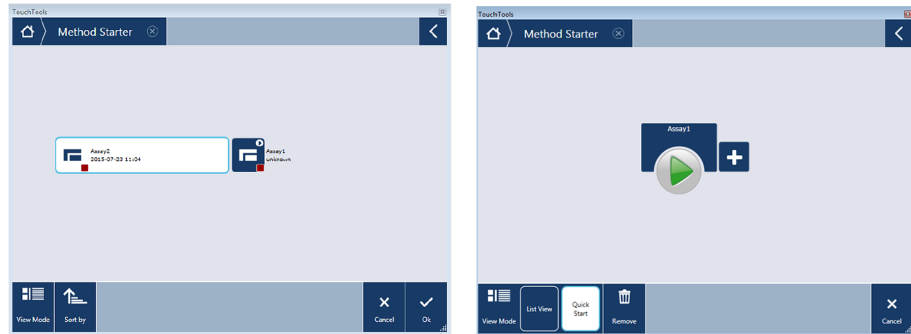 TouchTools
Method Starter
Assay2
2015-07-23 11:04
Assay1
unknown
View Mode
Sort by
Cancel
Ok
TouchTools
Method Starter
Assay1
View Mode
List View
Quick
Start
Remove
Cancel